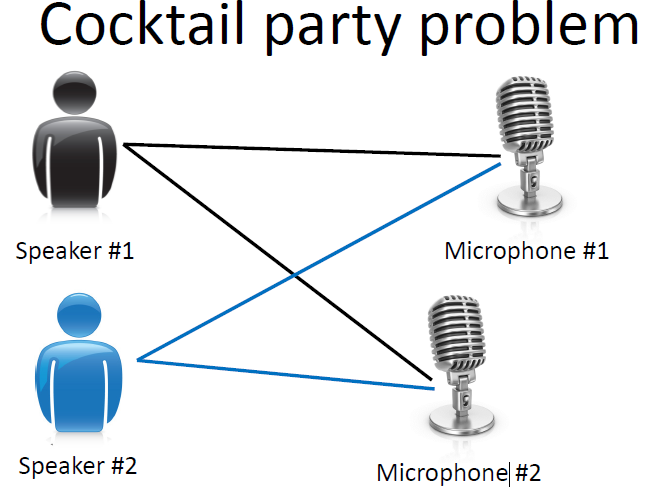 Cocktail party problem
Speaker #1
Microphone #1
Speaker #2
Microphone #2